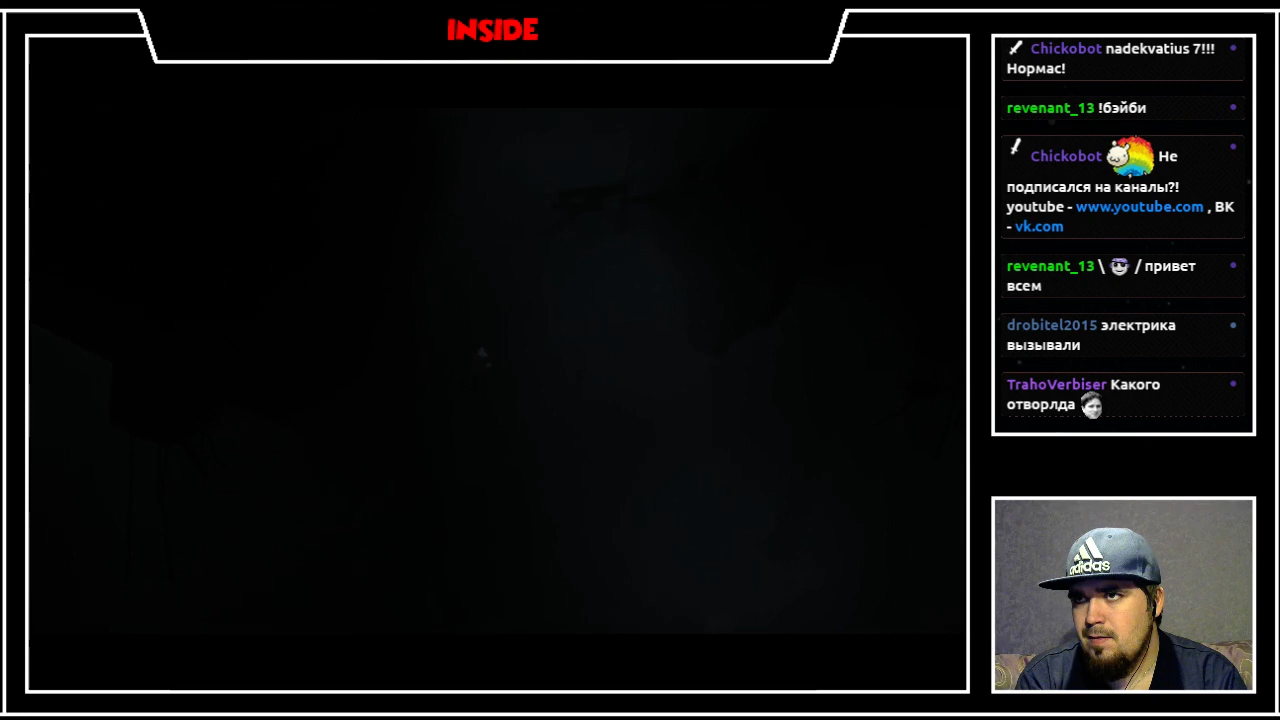 INSIDE
Chickobot nadekvatius 7!!!
Нормас!
revenant_13 !бэйби
Chickobot Не
подписался на каналы?!
youtube - www.youtube.com , ВК
- vk.com
revenant_13 \ / привет
всем
drobitel2015 электрика
вызывали
TrahoVerbiser Какого
отворлда
adidas